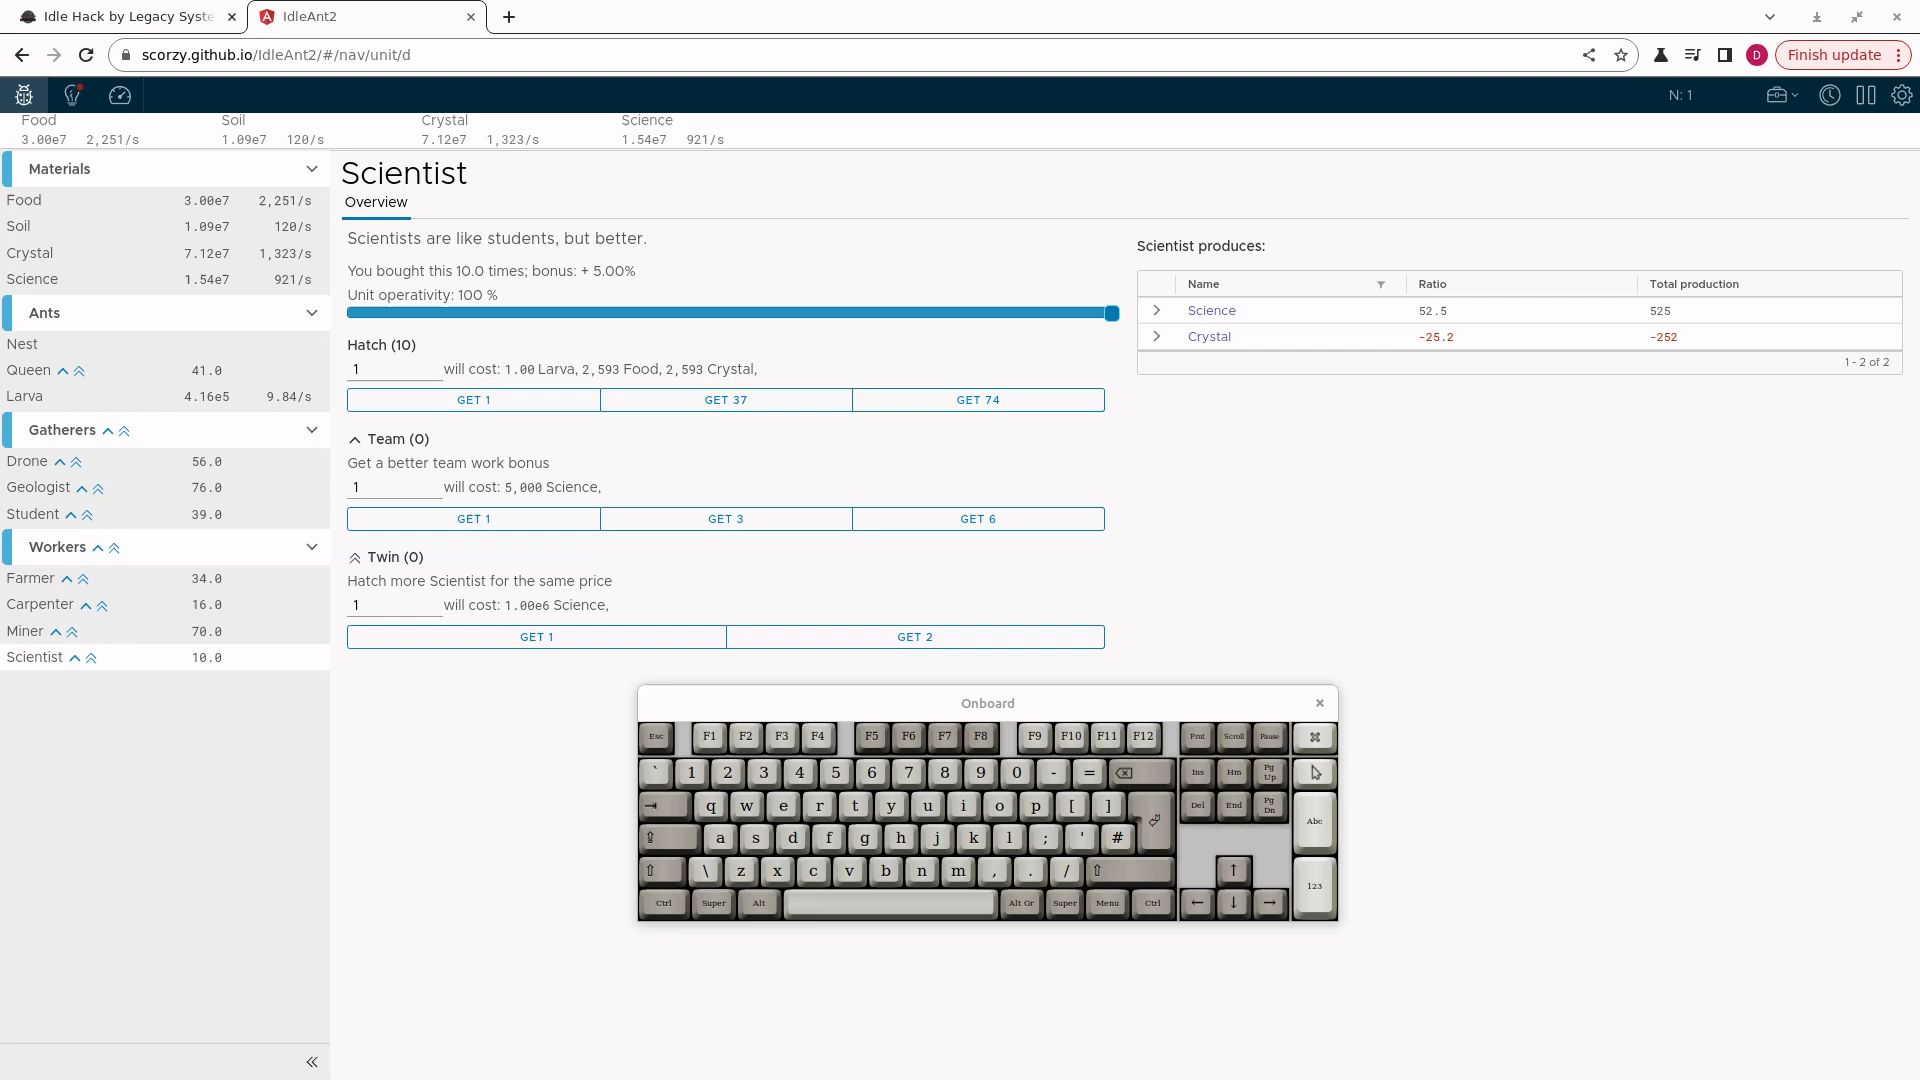 Idle Hack by Legacy Syste
IdleAnt2
scorzy.github.io/IdleAnt2/#/nav/unit/d
D
Finish update
N: 1
Food Soil Crystal Science
3.00e7 2,251/s 1.09e7 120/s 7.12e7 1,323/s 1.54e7 921/s
Materials
Food 3.00e7 2,251/s
Soil 1.09e7 120/s
Crystal 7.12e7 1,323/s
Science 1.54e7 921/s
Ants
Nest
Queen 41.0
Larva 4.16e5 9.84/s
Gatherers
Drone 56.0
Geologist 76.0
Student 39.0
Workers
Farmer 34.0
Carpenter 16.0
Miner 70.0
Scientist 10.0
Scientist
Overview
Scientists are like students, but better.
You bought this 10.0 times; bonus: + 5.00%
Unit operativity: 100 %
Hatch (10)
1 will cost: 1.00 Larva, 2,593 Food, 2,593 Crystal,
GET 1 GET 37 GET 74
Team (0)
Get a better team work bonus
1 will cost: 5,000 Science,
GET 1 GET 3 GET 6
Twin (0)
Hatch more Scientist for the same price
1 will cost: 1.00e6 Science,
GET 1 GET 2
Scientist produces:
Name Ratio Total production
Science 52.5 525
Crystal -25.2 -252
1 - 2 of 2
Onboard
Esc F1 F2 F3 F4 F5 F6 F7 F8 F9 F10 F11 F12 Prnt Scroll Pause
` 1 2 3 4 5 6 7 8 9 0 - = Ins Hm Pg Up
q w e r t y u i o p [ ] Del End Pg Dn Abc
a s d f g h j k l ; ' #
\ z x c v b n m , . / 123
Ctrl Super Alt Alt Gr Super Menu Ctrl